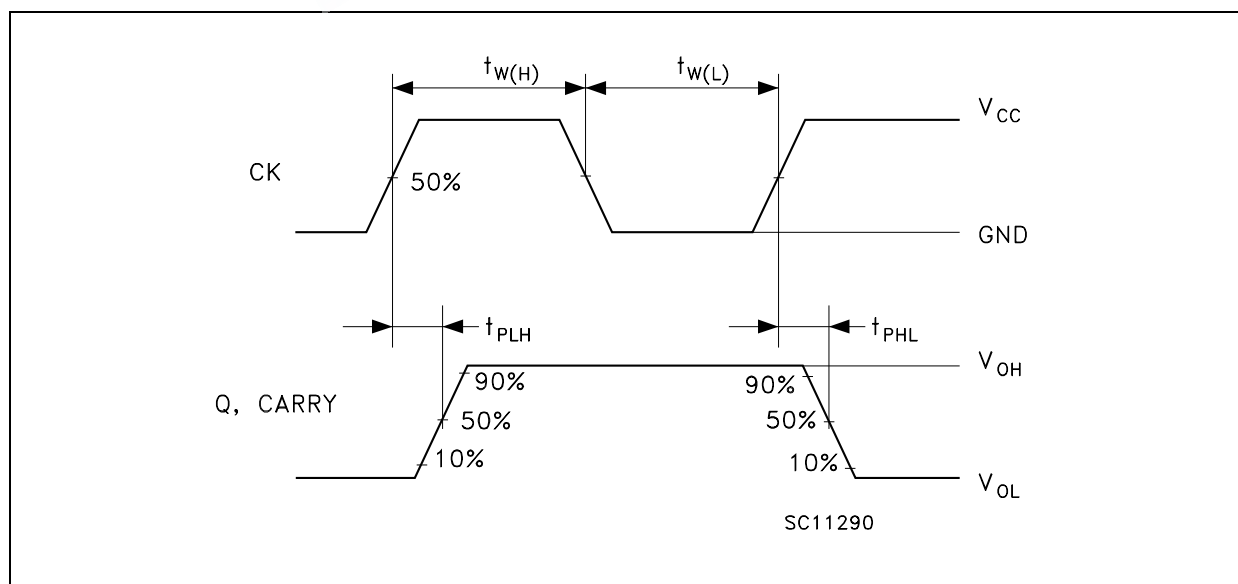 tW(H) tW(L)
VCC
CK
50%
GND
tPLH tPHL
VOH
90% 90%
Q, CARRY
50% 50%
10% 10%
VOL
SC11290